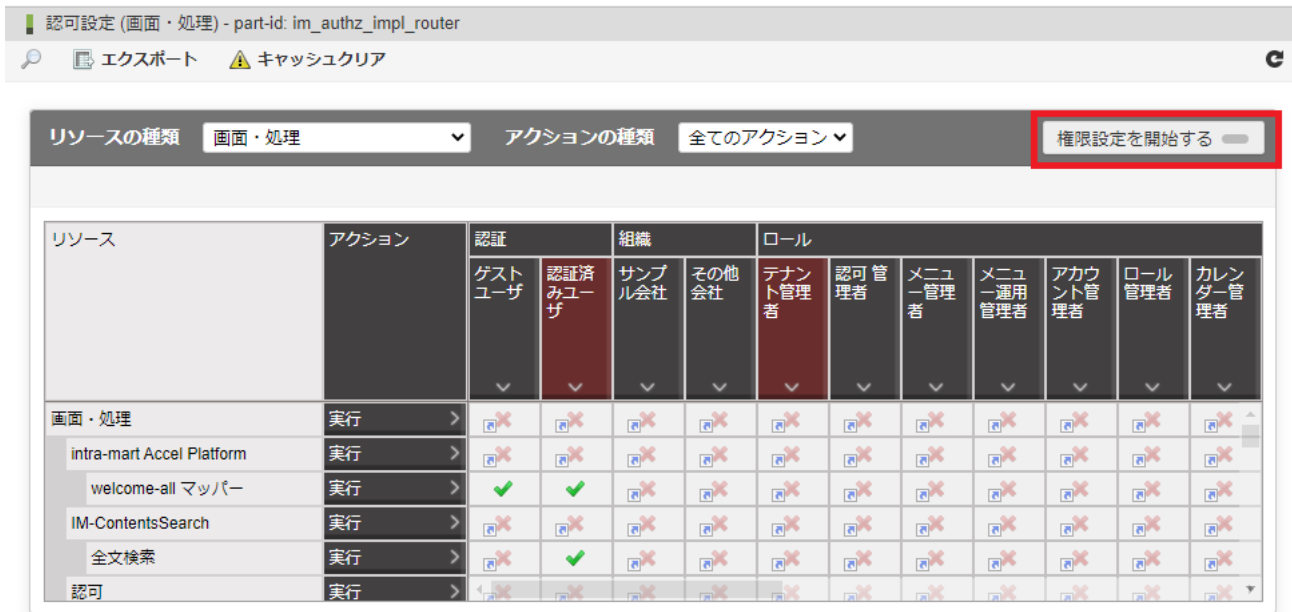 認可設定 (画面・処理) - part-id: im_authz_impl_router
エクスポート キャッシュクリア
リソースの種類 画面・処理 アクションの種類 全てのアクション 権限設定を開始する
リソース アクション 認証 組織 ロール
ゲスト
ユーザ
認証済
みユー
ザ
サンプ
ル会社
その他
会社
テナン
ト管理
者
認可 管
理者
メニュ
ー管理
者
メニュ
ー運用
管理者
アカウ
ント管
理者
ロール
管理者
カレン
ダー管
理者
画面・処理 実行
intra-mart Accel Platform 実行
welcome-all マッパー 実行
IM-ContentsSearch 実行
全文検索 実行
認可 実行